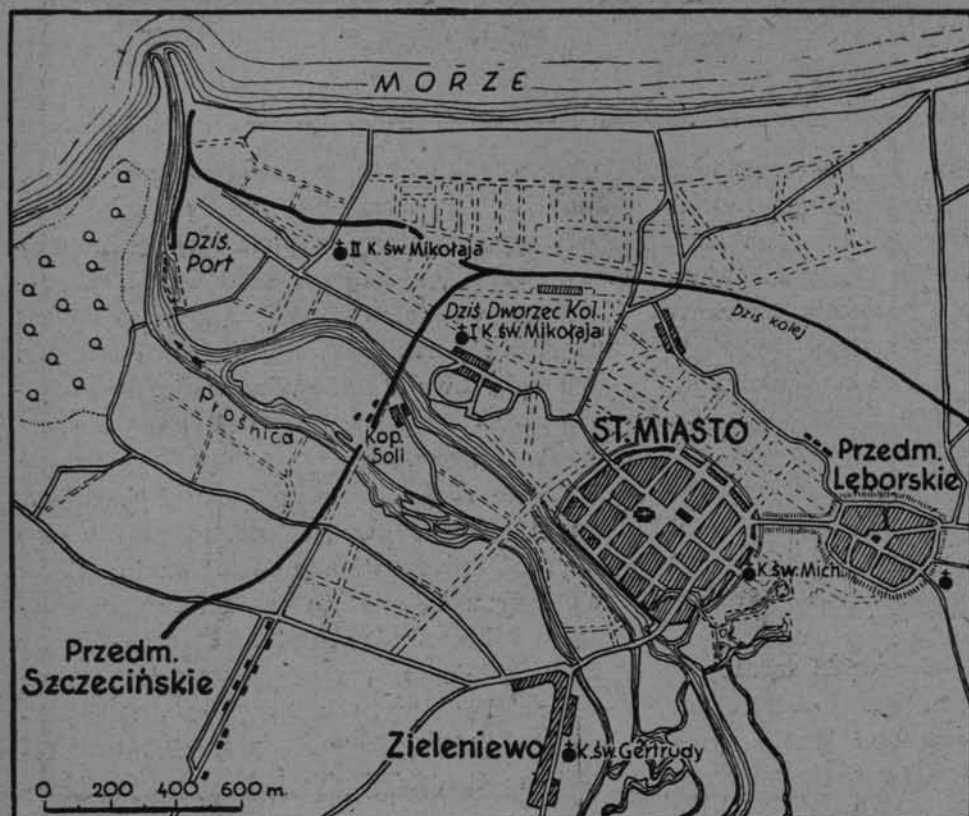 MORZE
II K. św. Mikołaja
Dziś.
Port
Dziś Dworzec Kol.
I K. św. Mikołaja
Dziś kolej
Prośnica
Kop.
Soli
ST. MIASTO
Przedm.
Lęborskie
K. św. Mich.
Przedm.
Szczecińskie
Zieleniewo
K. św. Gertrudy
0 200 400 600 m.